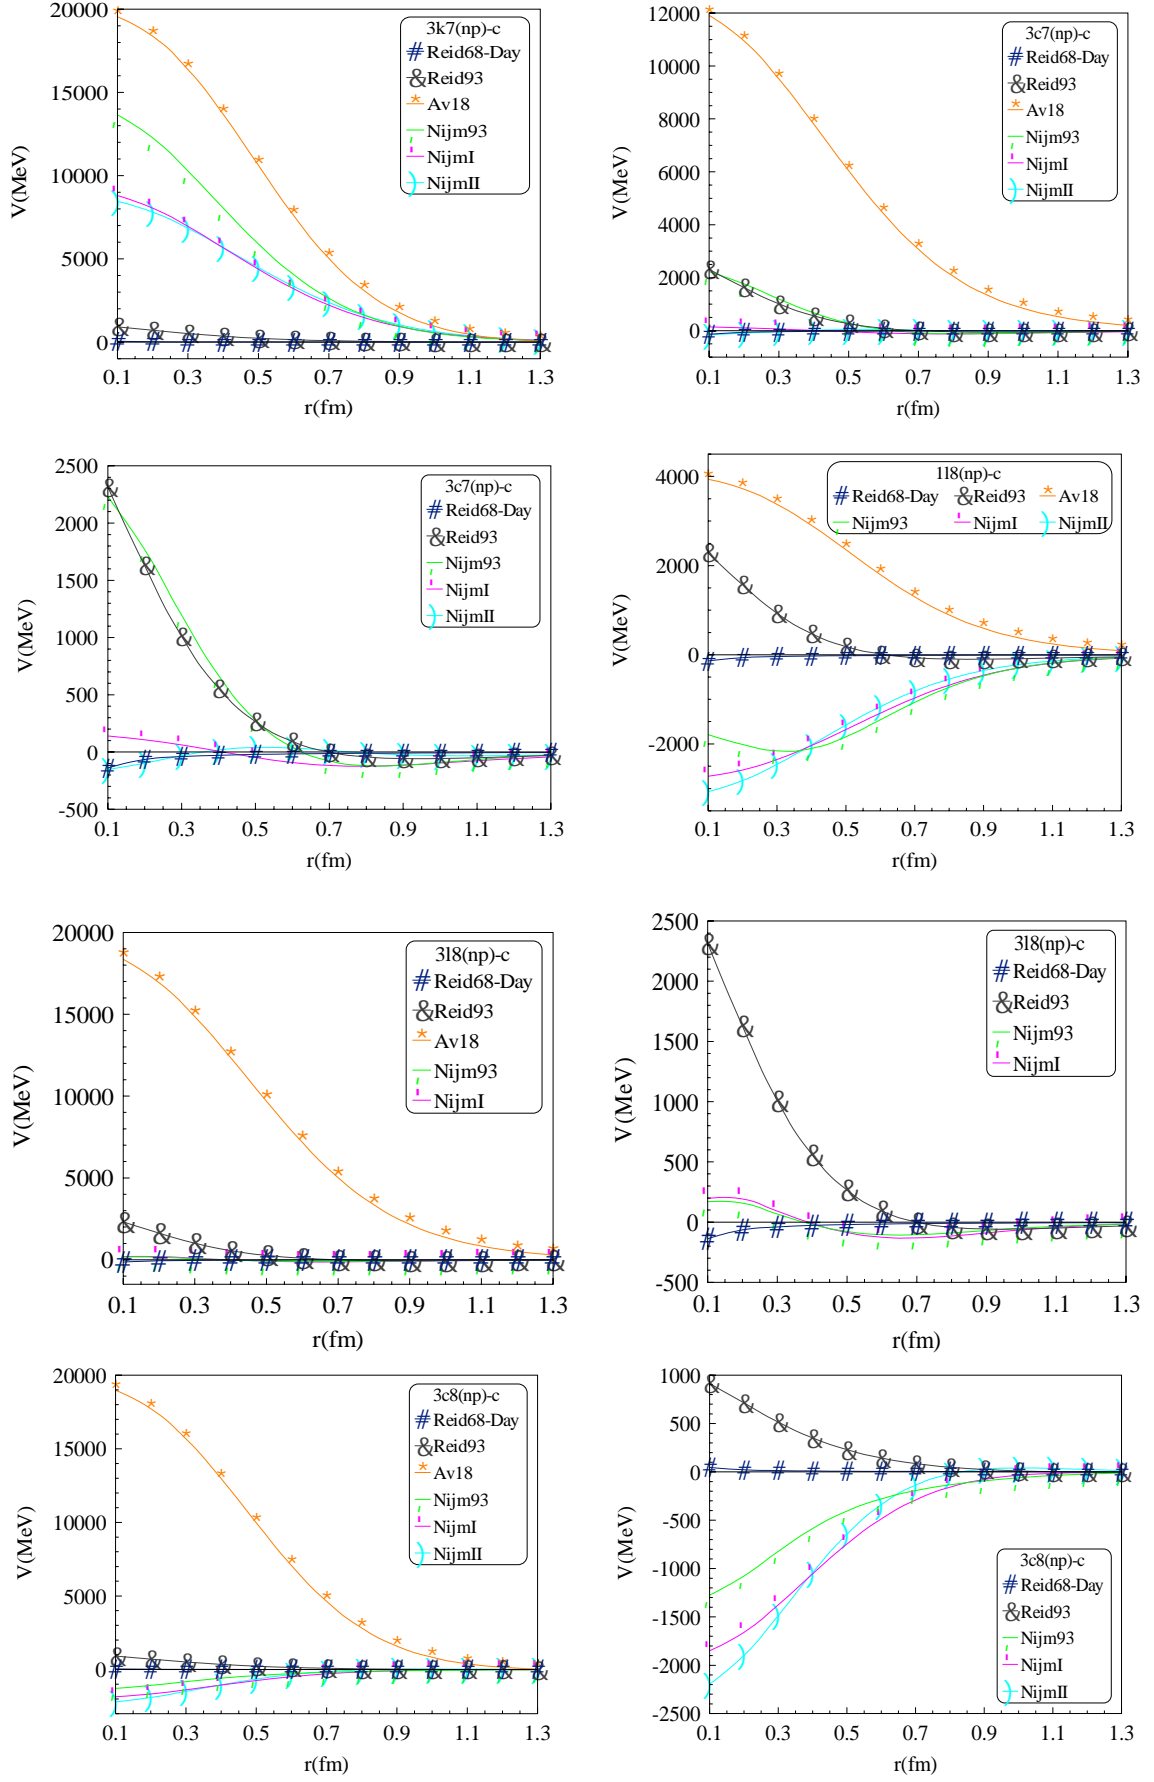 3k7(np)-c
Reid68-Day
Reid93
Av18
Nijm93
NijmI
NijmII
20000
15000
10000
5000
0
V(MeV)
0.1 0.3 0.5 0.7 0.9 1.1 1.3
r(fm)
3c7(np)-c
Reid68-Day
Reid93
Av18
Nijm93
NijmI
NijmII
12000
10000
8000
6000
4000
2000
0
V(MeV)
0.1 0.3 0.5 0.7 0.9 1.1 1.3
r(fm)
3c7(np)-c
Reid68-Day
Reid93
Nijm93
NijmI
NijmII
2500
2000
1500
1000
500
0
-500
V(MeV)
0.1 0.3 0.5 0.7 0.9 1.1 1.3
r(fm)
1l8(np)-c
Reid68-Day Reid93 Av18
Nijm93 NijmI NijmII
4000
2000
0
-2000
V(MeV)
0.1 0.3 0.5 0.7 0.9 1.1 1.3
r(fm)
3l8(np)-c
Reid68-Day
Reid93
Av18
Nijm93
NijmI
20000
15000
10000
5000
0
V(MeV)
0.1 0.3 0.5 0.7 0.9 1.1 1.3
r(fm)
3l8(np)-c
Reid68-Day
Reid93
Nijm93
NijmI
2500
2000
1500
1000
500
0
-500
V(MeV)
0.1 0.3 0.5 0.7 0.9 1.1 1.3
r(fm)
3c8(np)-c
Reid68-Day
Reid93
Av18
Nijm93
NijmI
NijmII
20000
15000
10000
5000
0
V(MeV)
0.1 0.3 0.5 0.7 0.9 1.1 1.3
r(fm)
1000
500
0
-500
-1000
-1500
-2000
-2500
V(MeV)
3c8(np)-c
Reid68-Day
Reid93
Nijm93
NijmI
NijmII
0.1 0.3 0.5 0.7 0.9 1.1 1.3
r(fm)